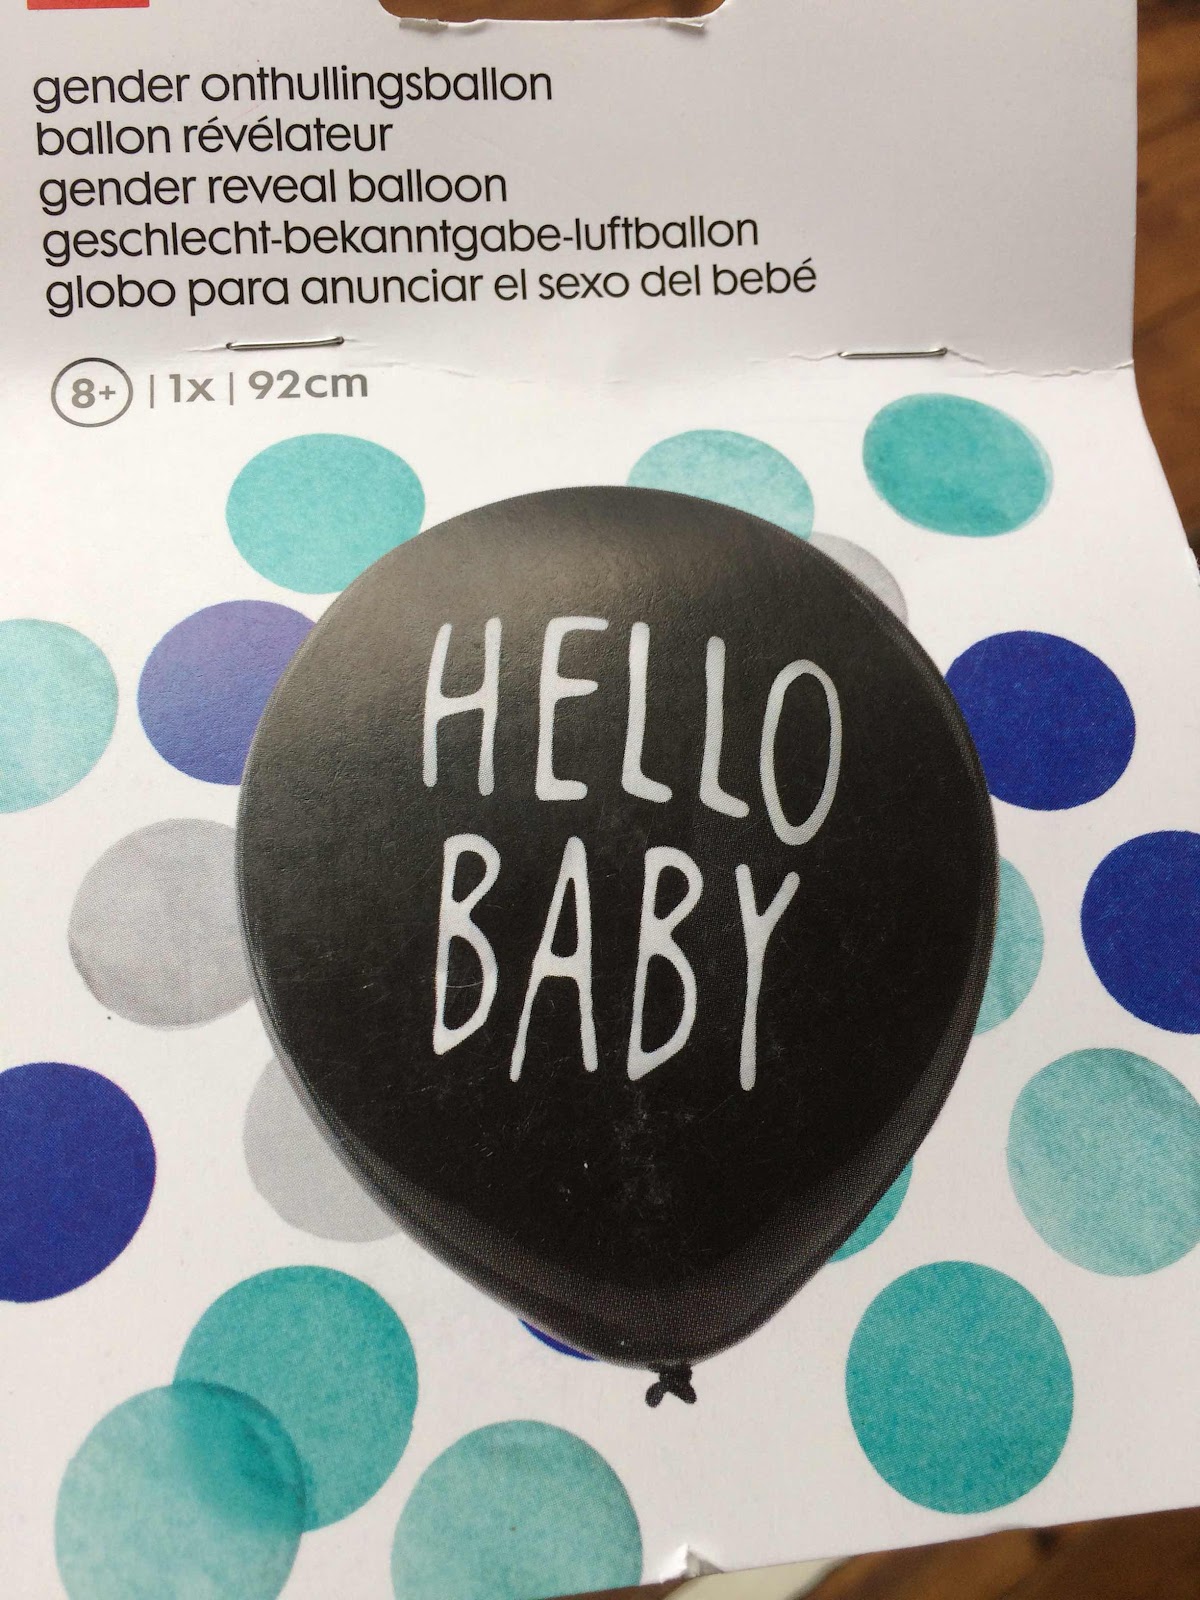 gender onthullingsballon
ballon révélateur
gender reveal balloon
geschlecht-bekanntgabe-luftballon
globo para anunciar el sexo del bebé
8+ | 1x | 92cm
HELLO
BABY